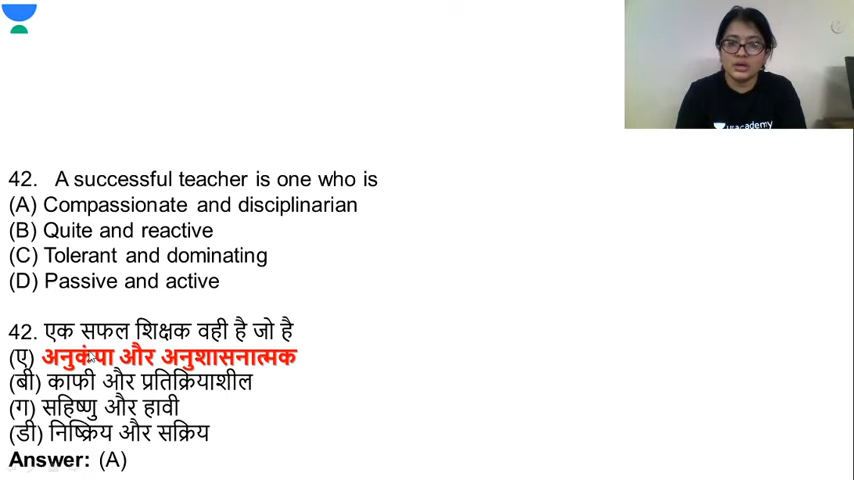 unacademy
42. A successful teacher is one who is
(A) Compassionate and disciplinarian
(B) Quite and reactive
(C) Tolerant and dominating
(D) Passive and active
42. एक सफल शिक्षक वही है जो है
(ए) अनुकंपा और अनुशासनात्मक
(बी) काफी और प्रतिक्रियाशील
(ग) सहिष्णु और हावी
(डी) निष्क्रिय और सक्रिय
Answer: (A)